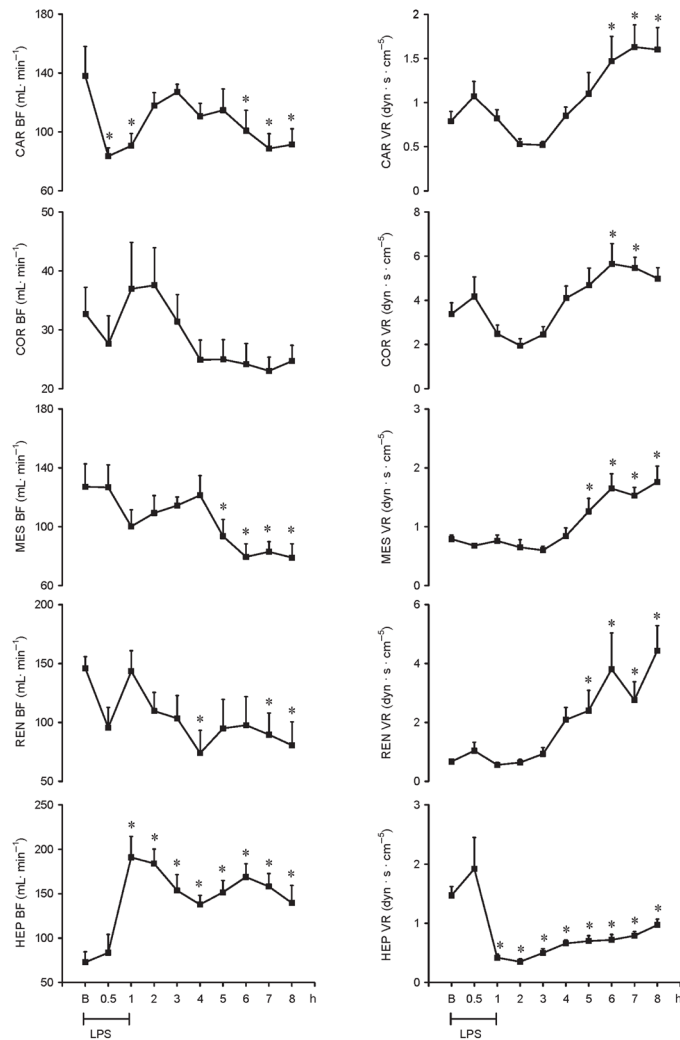 CAR BF (mL· min⁻¹)
180
140
100
60
* * * * *
CAR VR (dyn · s · cm⁻⁵)
2
1.5
1
0.5
0
* * *
COR BF (mL· min⁻¹)
50
40
30
20
COR VR (dyn · s · cm⁻⁵)
8
6
4
2
0
* *
MES BF (mL· min⁻¹)
180
140
100
60
* * * *
MES VR (dyn · s · cm⁻⁵)
3
2
1
0
* * * *
REN BF (mL· min⁻¹)
200
150
100
50
* * *
REN VR (dyn · s · cm⁻⁵)
6
4
2
0
* * * *
HEP BF (mL· min⁻¹)
250
200
150
100
50
* * * * * * * *
B 0.5 1 2 3 4 5 6 7 8 h
LPS
HEP VR (dyn · s · cm⁻⁵)
3
2
1
0
* * * * * * * *
B 0.5 1 2 3 4 5 6 7 8 h
LPS